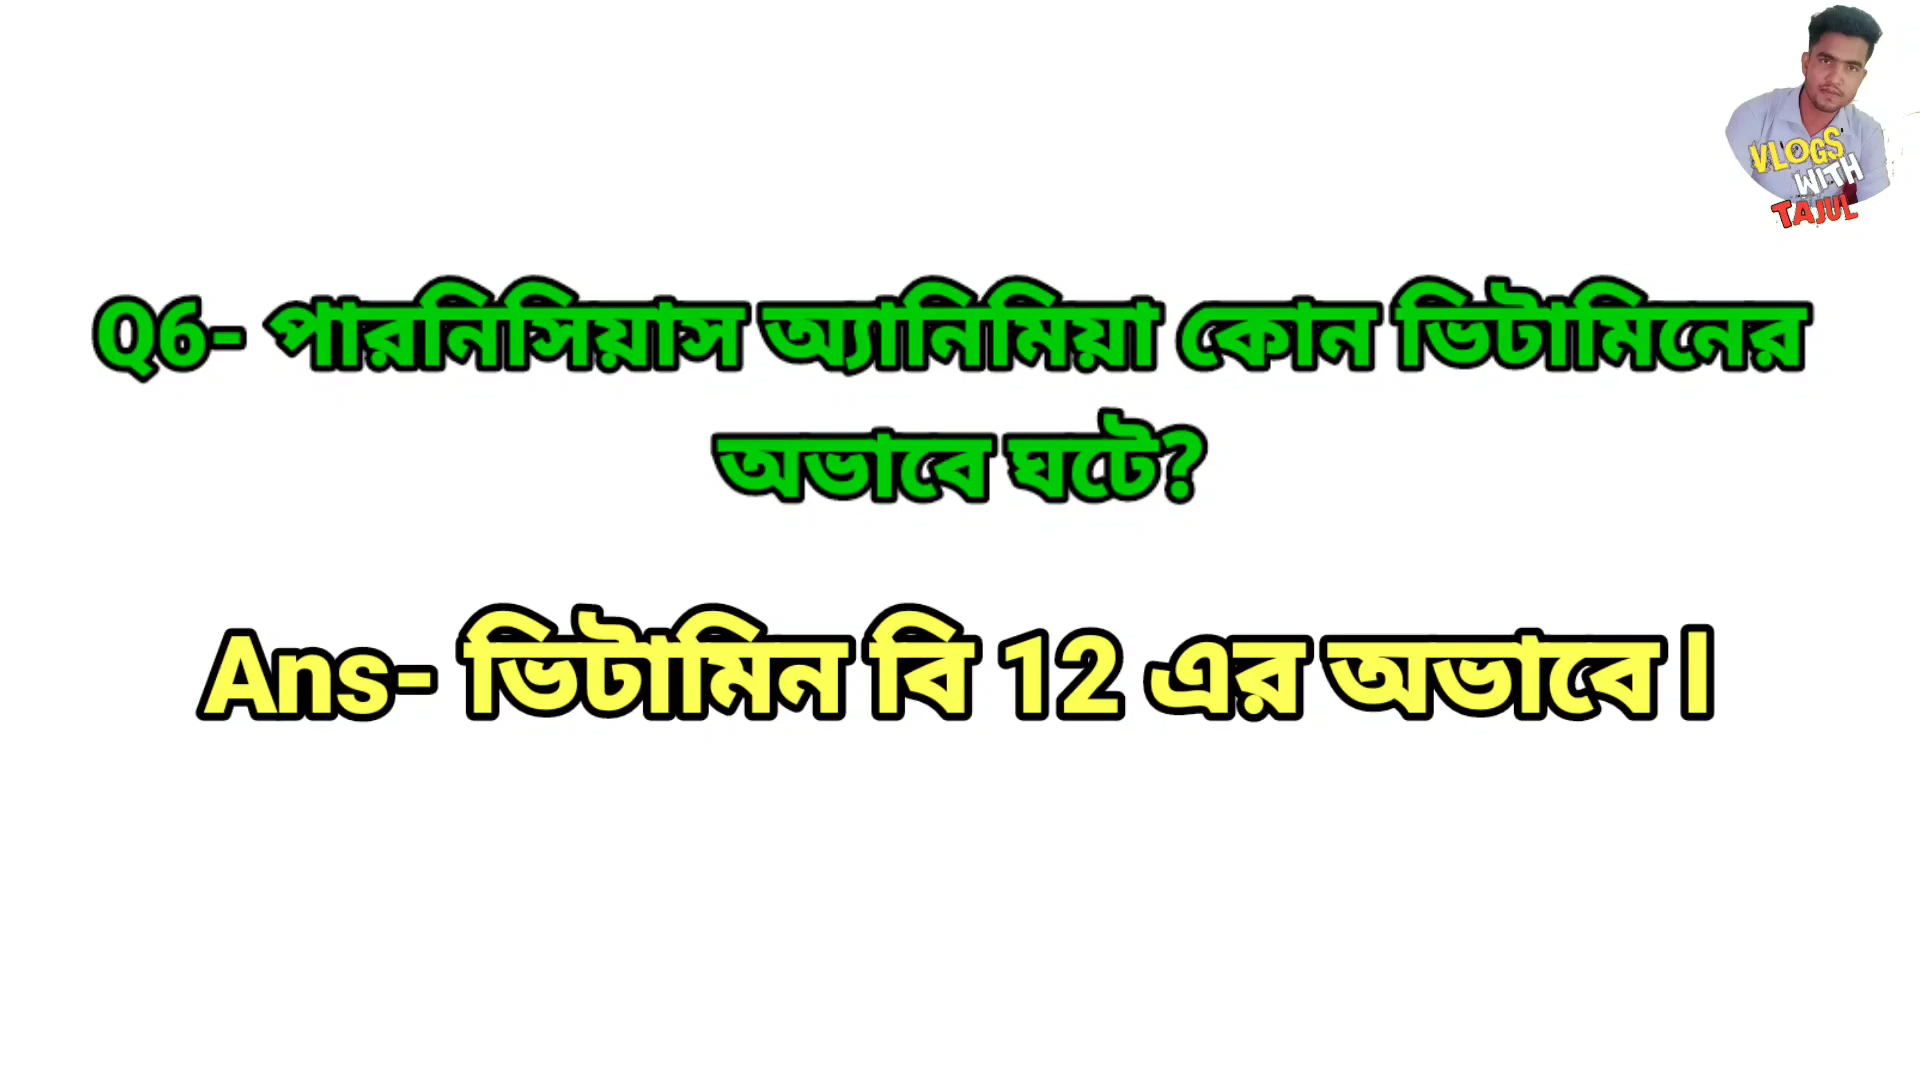 VLOGS
WITH
TAJUL
Q6- পারনিসিয়াস অ্যানিমিয়া কোন ভিটামিনের
অভাবে ঘটে?
Ans- ভিটামিন বি 12 এর অভাবে |